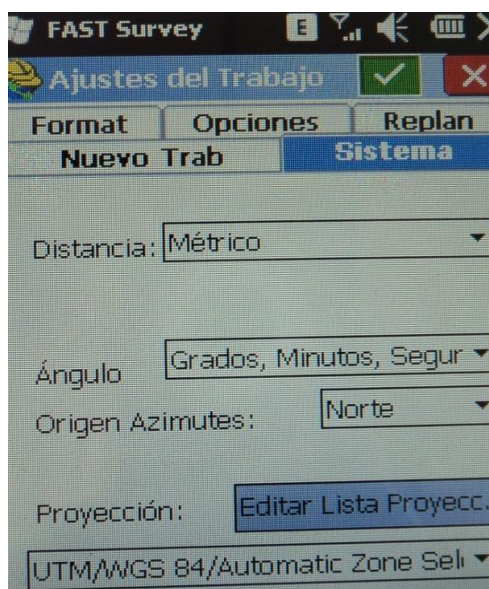 FAST Survey E
Ajustes del Trabajo
Format Opciones Replan
Nuevo Trab Sistema
Distancia: Métrico
Ángulo Grados, Minutos, Segur
Origen Azimutes: Norte
Proyección: Editar Lista Proyecc.
UTM/WGS 84/Automatic Zone Sel